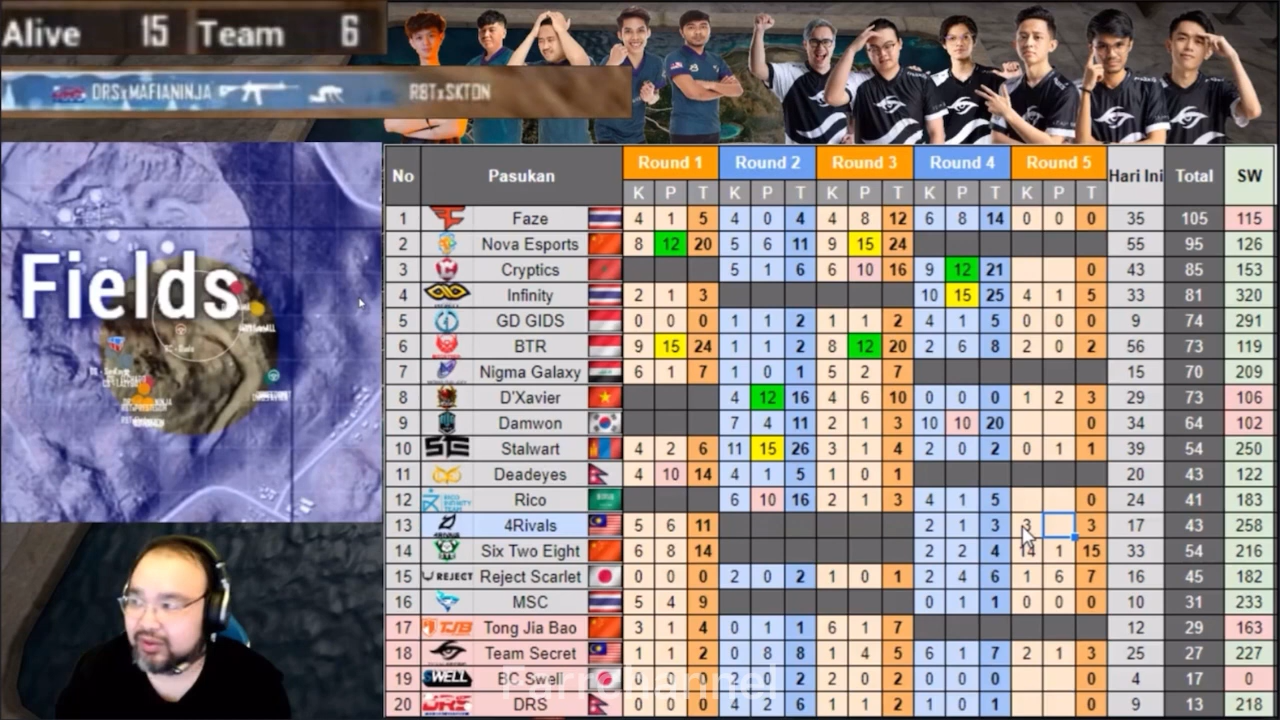 Alive 15 Team 6
DRSxMAFIANINJA R8TxSKTDN
Fields
No Pasukan Round 1 Round 2 Round 3 Round 4 Round 5 Hari Ini Total SW
K P T K P T K P T K P T K P T
1 Faze 4 1 5 4 0 4 4 8 12 6 8 14 0 0 0 35 105 115
2 Nova Esports 8 12 20 5 6 11 9 15 24 55 95 126
3 Cryptics 5 1 6 6 10 16 9 12 21 0 43 85 153
4 Infinity 2 1 3 10 15 25 4 1 5 33 81 320
5 GD GIDS 0 0 0 1 1 2 1 1 2 4 1 5 0 0 0 9 74 291
6 BTR 9 15 24 1 1 2 8 12 20 2 6 8 2 0 2 56 73 119
7 Nigma Galaxy 6 1 7 1 0 1 5 2 7 15 70 209
8 D'Xavier 4 12 16 4 6 10 0 0 0 1 2 3 29 73 106
9 Damwon 7 4 11 2 1 3 10 10 20 34 64 102
10 Stalwart 4 2 6 11 15 26 3 1 4 2 0 2 0 1 1 39 54 250
11 Deadeyes 4 10 14 4 1 5 1 0 1 20 43 122
12 Rico 6 10 16 2 1 3 4 1 5 0 24 41 183
13 4Rivals 5 6 11 2 1 3 3 3 17 43 258
14 Six Two Eight 6 8 14 2 2 4 14 1 15 33 54 216
15 REJECT Reject Scarlet 0 0 0 2 0 2 1 0 1 2 4 6 1 6 7 16 45 182
16 MSC 5 4 9 0 1 1 0 0 0 10 31 233
17 TJB Tong Jia Bao 3 1 4 0 1 1 6 1 7 12 29 163
18 Team Secret 1 1 2 0 8 8 1 4 5 6 1 7 2 1 3 25 27 227
19 SWELL BC Swell 2 2 0 2 0 0 0 0 4 17 0
20 DRS DRS 0 0 0 4 2 6 1 1 2 1 0 1 0 9 13 218
Farrchannel